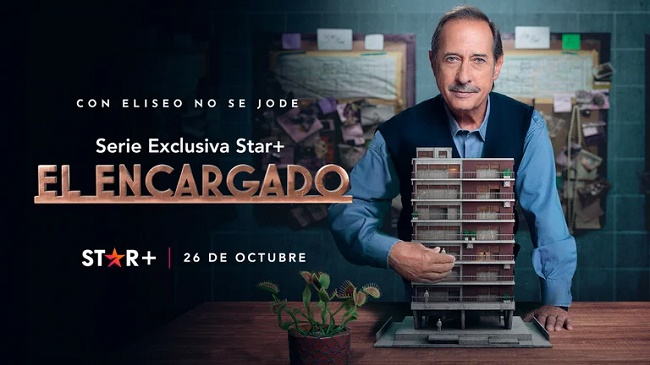 CON ELISEO NO SE JODE
Serie Exclusiva Star+
EL ENCARGADO
STAR+ | 26 DE OCTUBRE